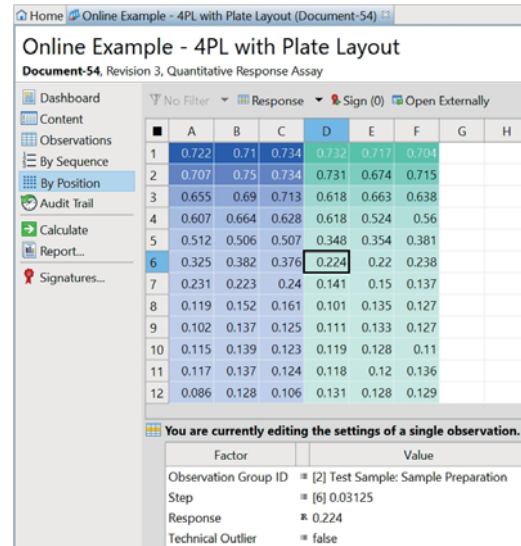 Home Online Example - 4PL with Plate Layout (Document-54)
Online Example - 4PL with Plate Layout
Document-54, Revision 3, Quantitative Response Assay
Dashboard
Content
Observations
By Sequence
By Position
Audit Trail
Calculate
Report...
Signatures...
No Filter Response Sign (0) Open Externally
A B C D E F G H
1 0.722 0.71 0.734 0.732 0.717 0.704
2 0.707 0.75 0.734 0.731 0.674 0.715
3 0.655 0.69 0.713 0.618 0.663 0.638
4 0.607 0.664 0.628 0.618 0.524 0.56
5 0.512 0.506 0.507 0.348 0.354 0.381
6 0.325 0.382 0.376 0.224 0.22 0.238
7 0.231 0.223 0.24 0.141 0.15 0.137
8 0.119 0.152 0.161 0.101 0.135 0.127
9 0.102 0.137 0.125 0.111 0.133 0.127
10 0.115 0.139 0.123 0.119 0.128 0.11
11 0.117 0.137 0.124 0.118 0.12 0.136
12 0.086 0.128 0.106 0.131 0.128 0.129
You are currently editing the settings of a single observation.
Factor Value
Observation Group ID [2] Test Sample: Sample Preparation
Step [6] 0.03125
Response R 0.224
Technical Outlier false